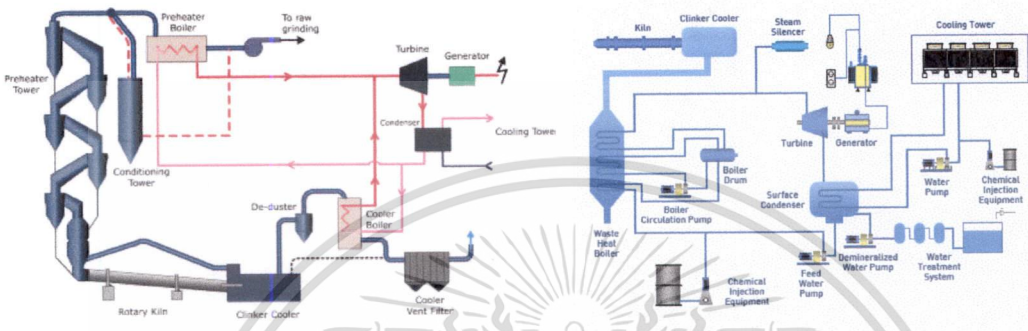 Preheater
Boiler
To raw
grinding
Preheater
Tower
Conditioning
Tower
Turbine
Generator
Condenser
Cooling Towe
De-duster
Cooler
Boiler
Rotary Kiln
Clinker Cooler
Cooler
Vent Filter
Kiln
Clinker Cooler
Steam
Silencer
Cooling Tower
Turbine
Generator
Boiler
Drum
Boiler
Circulation Pump
Surface
Condenser
Water
Pump
Chemical
Injection
Equipment
Waste
Heat
Boiler
Chemical
Injection
Equipment
Feed
Water
Pump
Demineralized
Water Pump
Water
Treatment
System